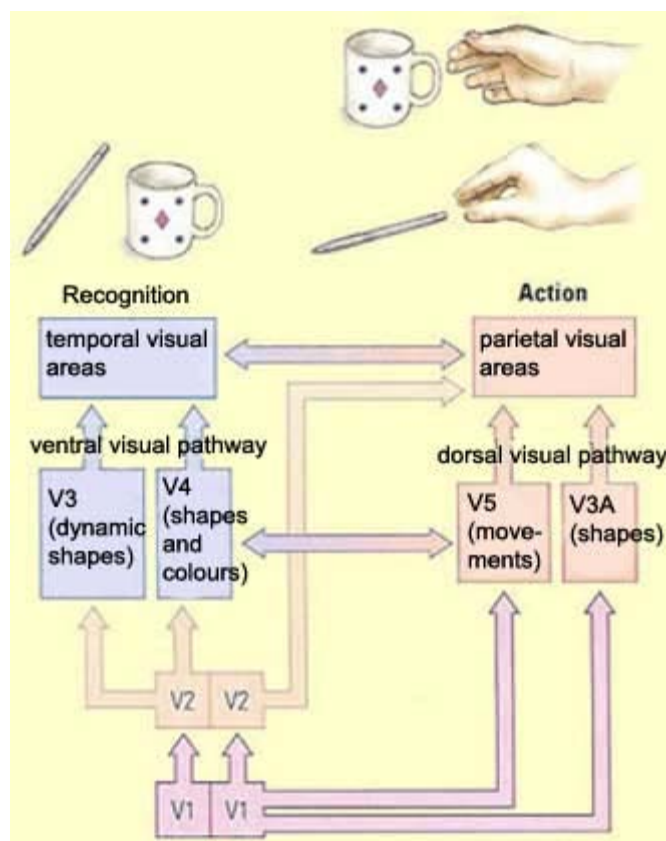 Recognition
Action
temporal visual
areas
parietal visual
areas
ventral visual pathway
dorsal visual pathway
V3
(dynamic
shapes)
V4
(shapes
and
colours)
V5
(move-
ments)
V3A
(shapes)
V2
V2
V1
V1